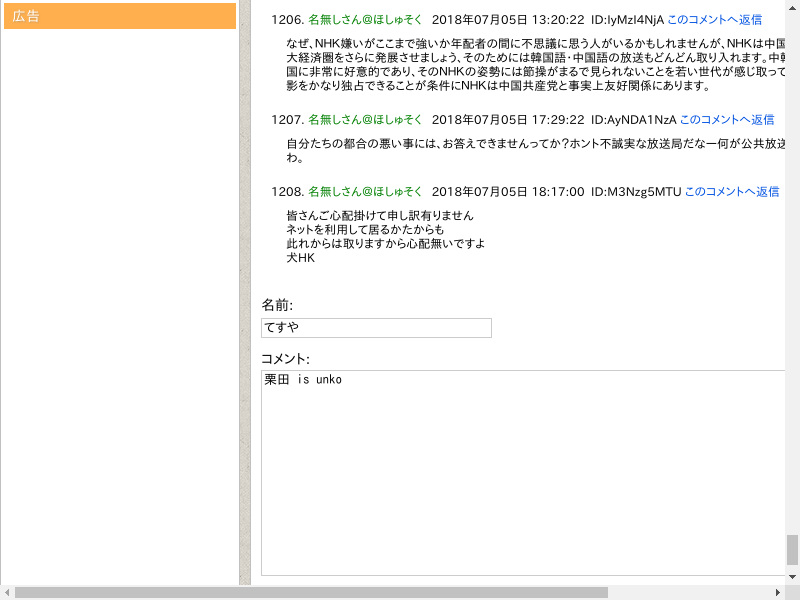 広告
1206. 名無しさん@ほしゅそく 2018年07月05日 13:20:22 ID:IyMzI4NjA このコメントへ返信
なぜ、NHK嫌いがここまで強いか年配者の間に不思議に思う人がいるかもしれませんが、NHKは中国
大経済圏をさらに発展させましょう、そのためには韓国語・中国語の放送もどんどん取り入れます。中韓
国に非常に好意的であり、そのNHKの姿勢には節操がまるで見られないことを若い世代が感じ取って
影をかなり独占できることが条件にNHKは中国共産党と事実上友好関係にあります。
1207. 名無しさん@ほしゅそく 2018年07月05日 17:29:22 ID:AyNDA1NzA このコメントへ返信
自分たちの都合の悪い事には、お答えできませんってか?ホント不誠実な放送局だなー何が公共放送
わ。
1208. 名無しさん@ほしゅそく 2018年07月05日 18:17:00 ID:M3Nzg5MTU このコメントへ返信
皆さんご心配掛けて申し訳有りません
ネットを利用して居るかたからも
此れからは取りますから心配無いですよ
犬HK
名前:
てすや
コメント:
栗田 is unko